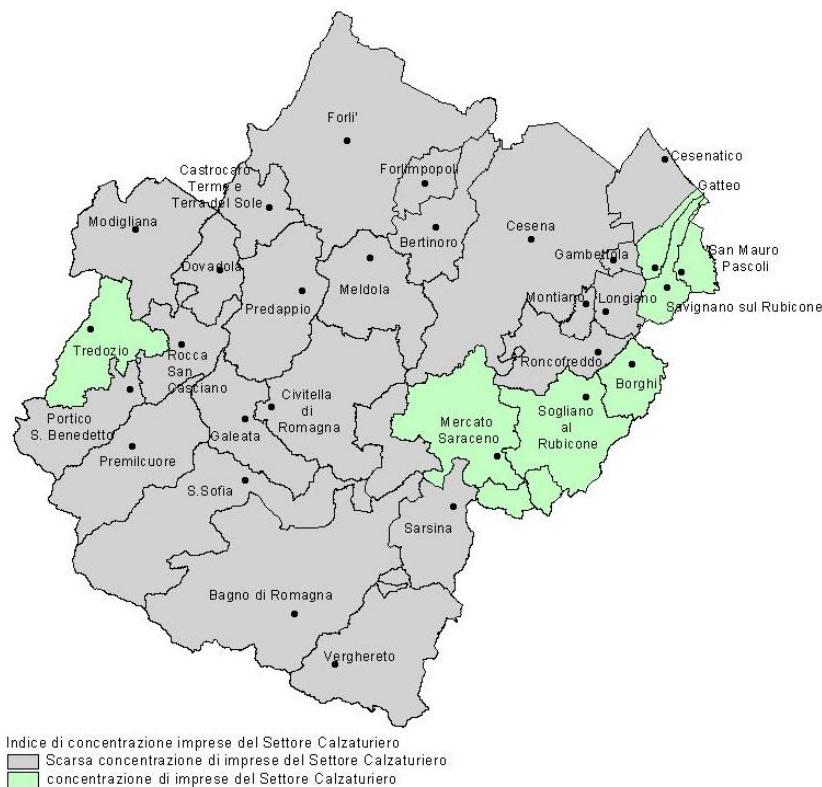 Forli'
Cesenatico
Castrocaro
Terme e
Terra del Sole
Forlimpopoli
Gatteo
Modigliana
Bertinoro
Cesena
Dovadola
Gambettola
San Mauro
Pascoli
Meldola
Predappio
Montiano
Longiano
Savignano sul Rubicone
Tredozio
Rocca
San
Casciano
Roncofreddo
Borghi
Civitella
di
Romagna
Portico
S. Benedetto
Galeata
Mercato
Saraceno
Sogliano
al
Rubicone
Premilcuore
S.Sofia
Sarsina
Bagno di Romagna
Verghereto
Indice di concentrazione imprese del Settore Calzaturiero
Scarsa concentrazione di imprese del Settore Calzaturiero
concentrazione di imprese del Settore Calzaturiero